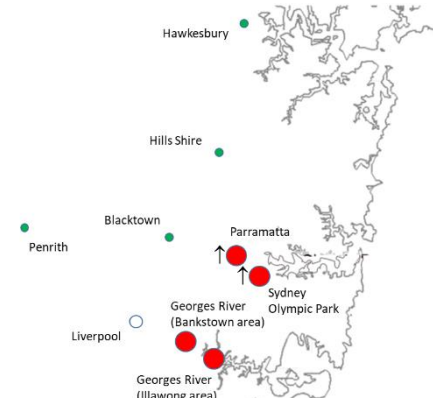 Hawkesbury
Hills Shire
Blacktown
Penrith
Parramatta
Sydney
Olympic Park
Georges River
(Bankstown area)
Liverpool
Georges River
(Illawong area)